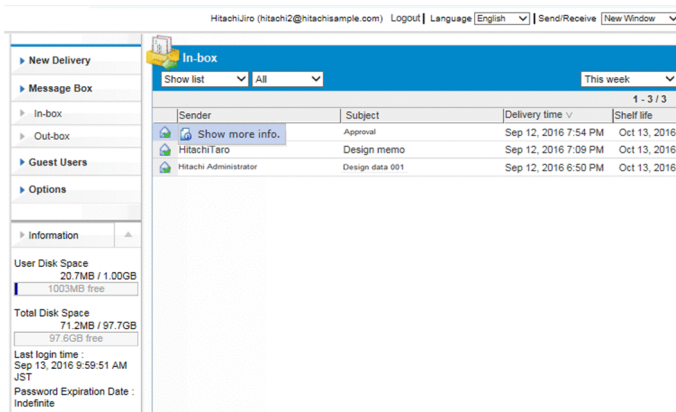 HitachiJiro (hitachi2@hitachisample.com) Logout Language English Send/Receive New Window
New Delivery
Message Box
In-box
Out-box
Guest Users
Options
Information
User Disk Space
20.7MB / 1.00GB
1003MB free
Total Disk Space
71.2MB / 97.7GB
97.6GB free
Last login time :
Sep 13, 2016 9:59:51 AM
JST
Password Expiration Date :
Indefinite
In-box
Show list All This week
1 - 3 / 3
Sender Subject Delivery time Shelf life
Show more info. Approval Sep 12, 2016 7:54 PM Oct 13, 2016
HitachiTaro Design memo Sep 12, 2016 7:09 PM Oct 13, 2016
Hitachi Administrator Design data 001 Sep 12, 2016 6:50 PM Oct 13, 2016